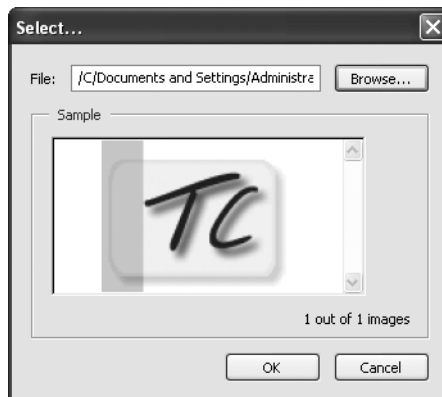 Select...
File: /C/Documents and Settings/Administra Browse...
Sample
TC
1 out of 1 images
OK Cancel